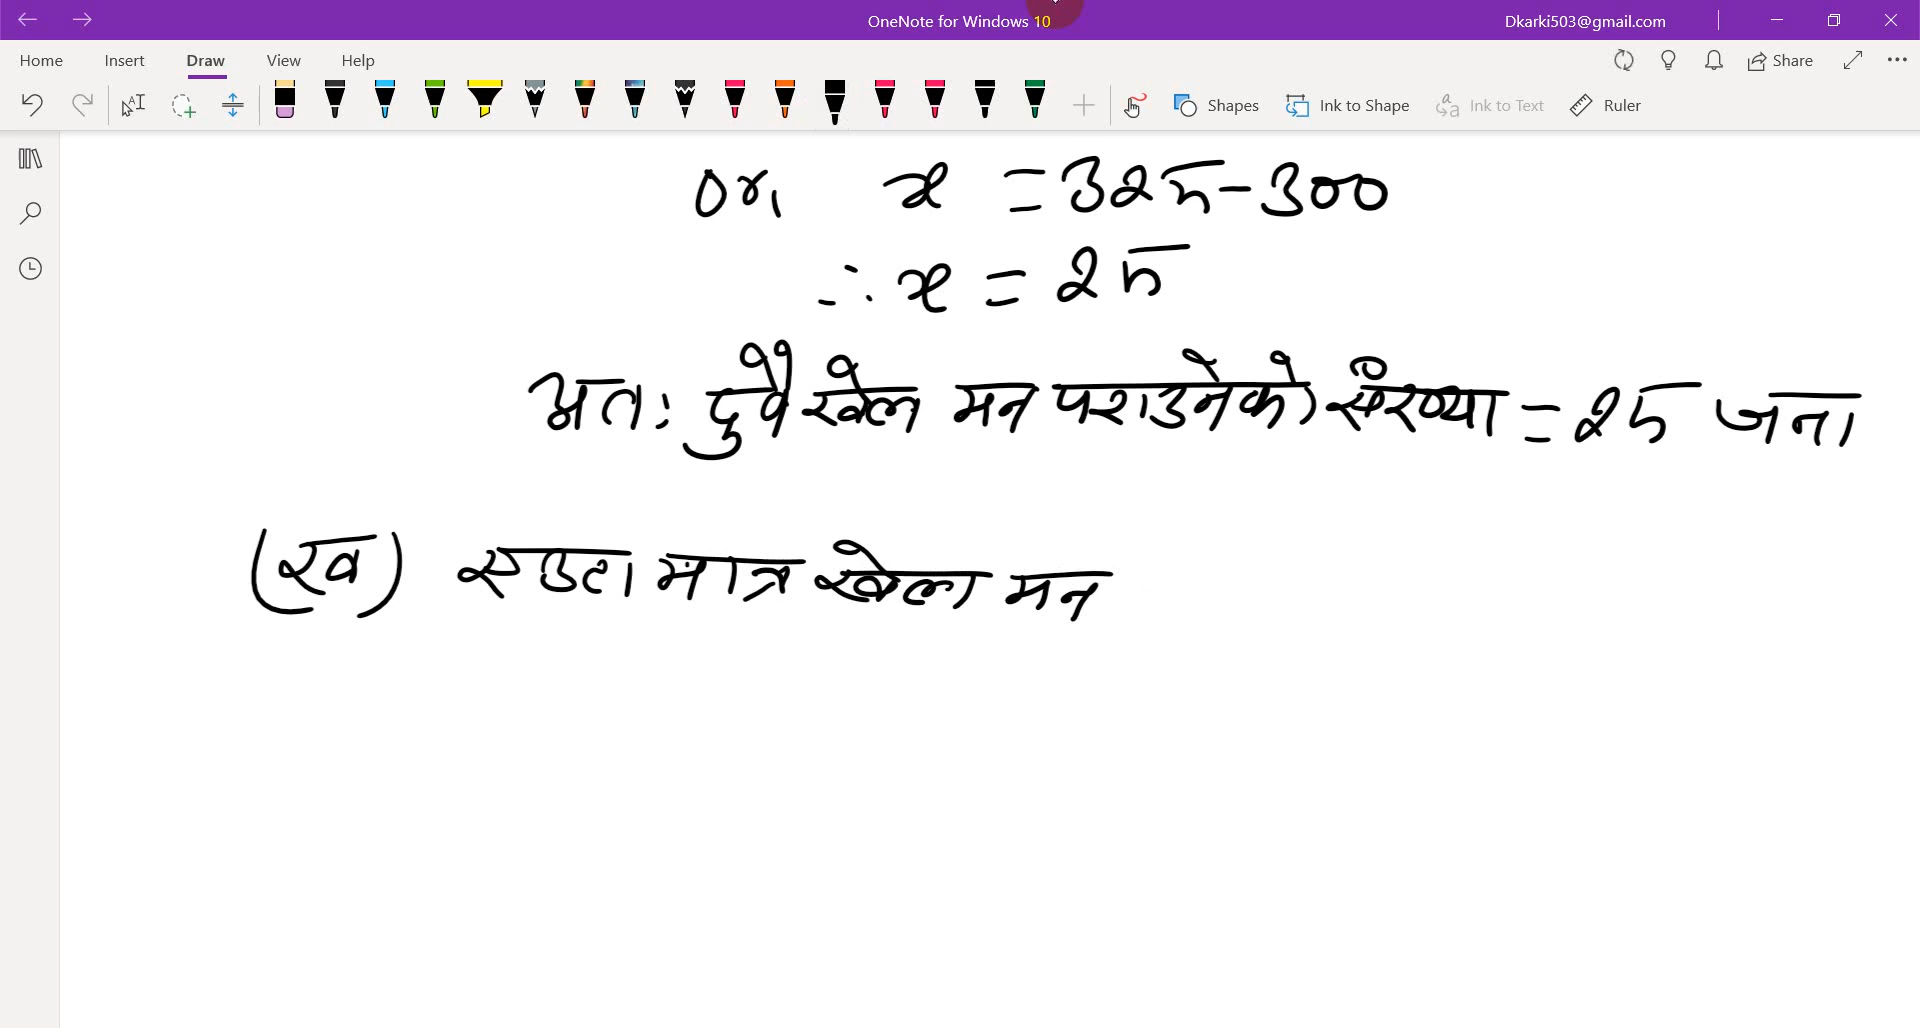 OneNote for Windows 10
Dkarki503@gmail.com
Home Insert Draw View Help
Share
Shapes Ink to Shape Ink to Text Ruler
or, x = 325 - 300
∴ x = 25
अतः दुवै खेल मन पराउनेको संख्या = 25 जना
(ख) एउटा मात्र खेल मन